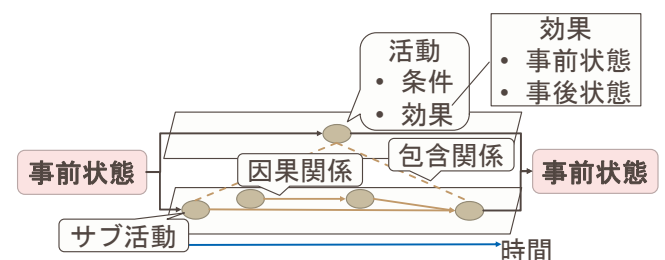 活動
• 条件
• 効果
効果
• 事前状態
• 事後状態
事前状態
因果関係
包含関係
事前状態
サブ活動
時間